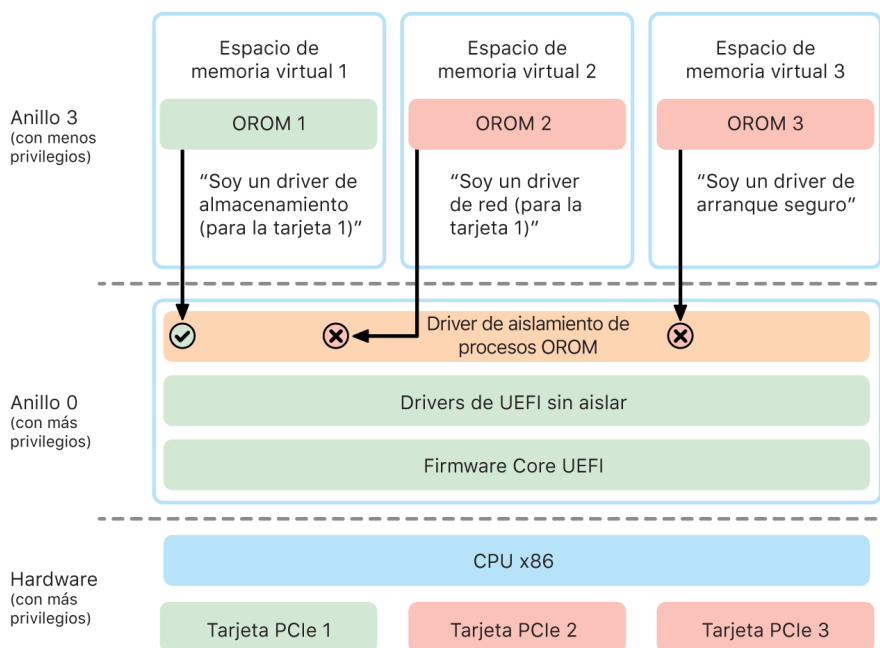 Espacio de
memoria virtual 1
Espacio de
memoria virtual 2
Espacio de
memoria virtual 3
Anillo 3
(con menos
privilegios)
OROM 1
OROM 2
OROM 3
“Soy un driver de
almacenamiento
(para la tarjeta 1)”
“Soy un driver
de red (para la
tarjeta 1)”
“Soy un driver de
arranque seguro”
Anillo 0
(con más
privilegios)
Driver de aislamiento de
procesos OROM
Drivers de UEFI sin aislar
Firmware Core UEFI
Hardware
(con más
privilegios)
CPU x86
Tarjeta PCIe 1
Tarjeta PCIe 2
Tarjeta PCIe 3